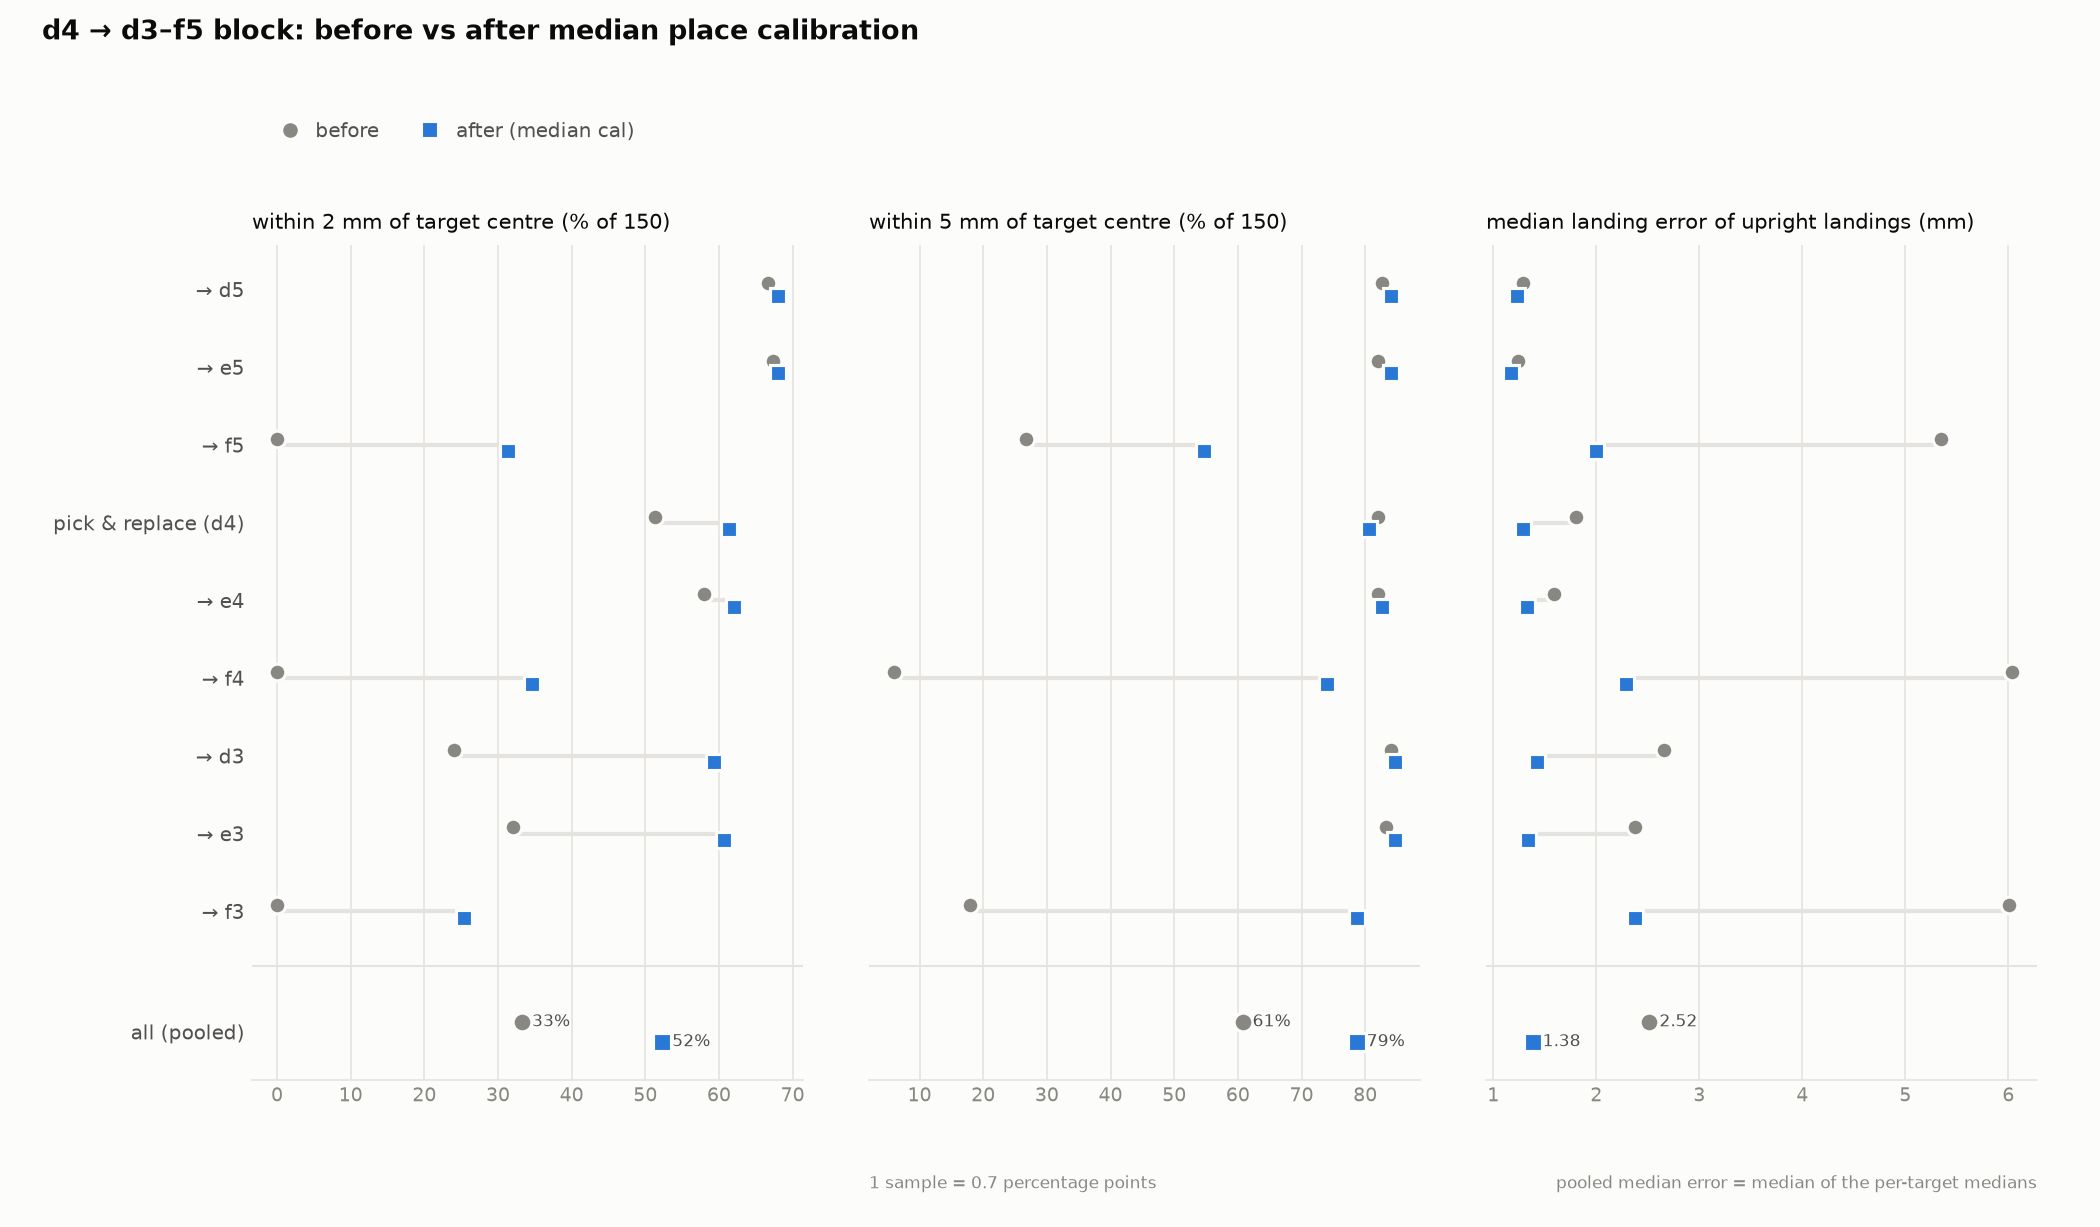 d4 → d3–f5 block: before vs after median place calibration
before
after (median cal)
within 2 mm of target centre (% of 150)
within 5 mm of target centre (% of 150)
median landing error of upright landings (mm)
→ d5
→ e5
→ f5
pick & replace (d4)
→ e4
→ f4
→ d3
→ e3
→ f3
all (pooled)
33%
52%
61%
79%
2.52
1.38
0 10 20 30 40 50 60 70
10 20 30 40 50 60 70 80
1 2 3 4 5 6
1 sample = 0.7 percentage points
pooled median error = median of the per-target medians